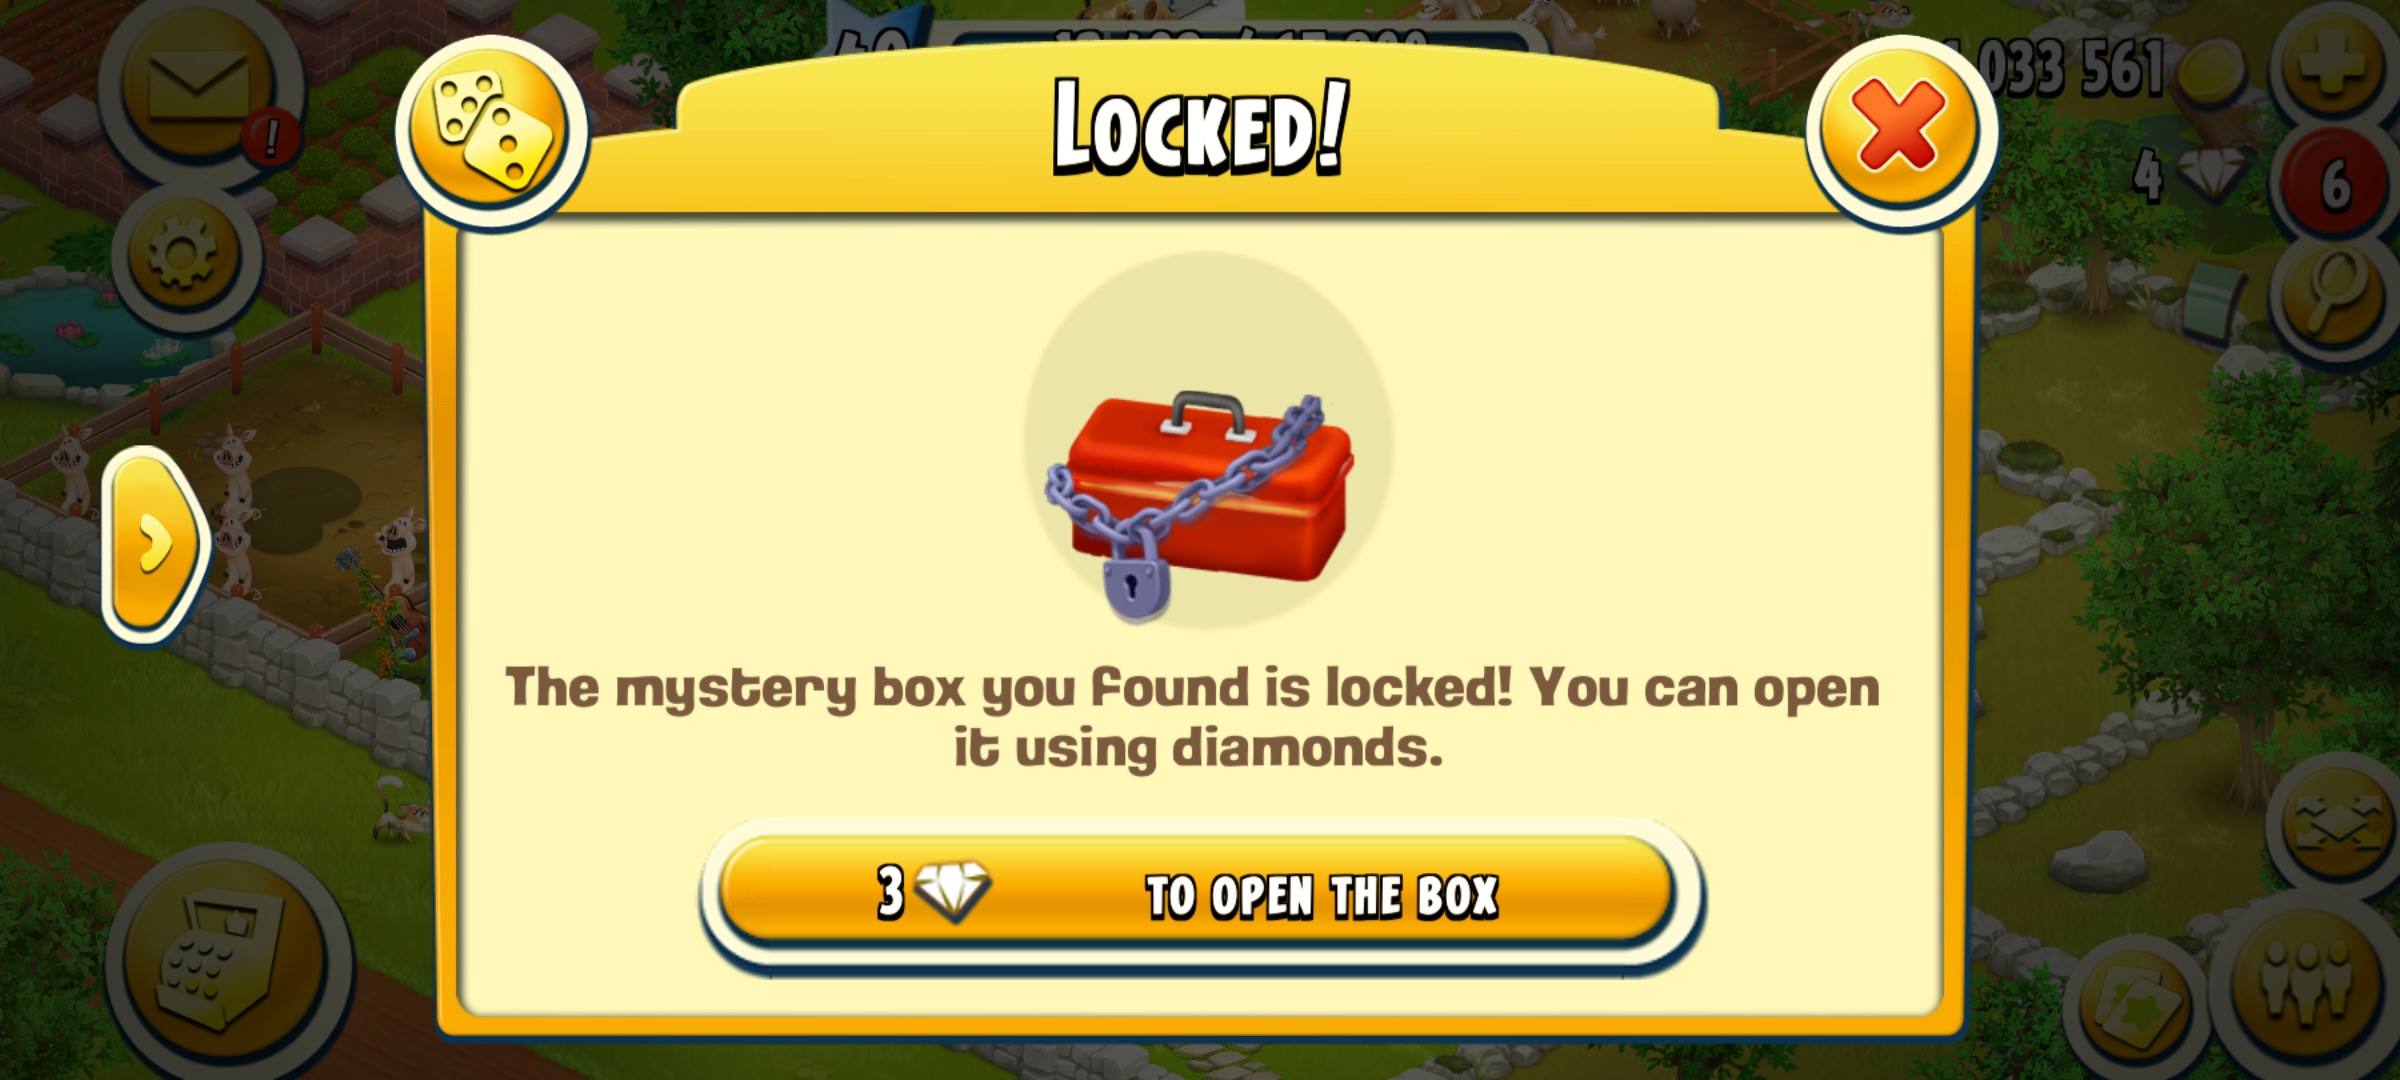 LOCKED!
033 561
!
4
6
The mystery box you found is locked! You can open
it using diamonds.
3 TO OPEN THE BOX